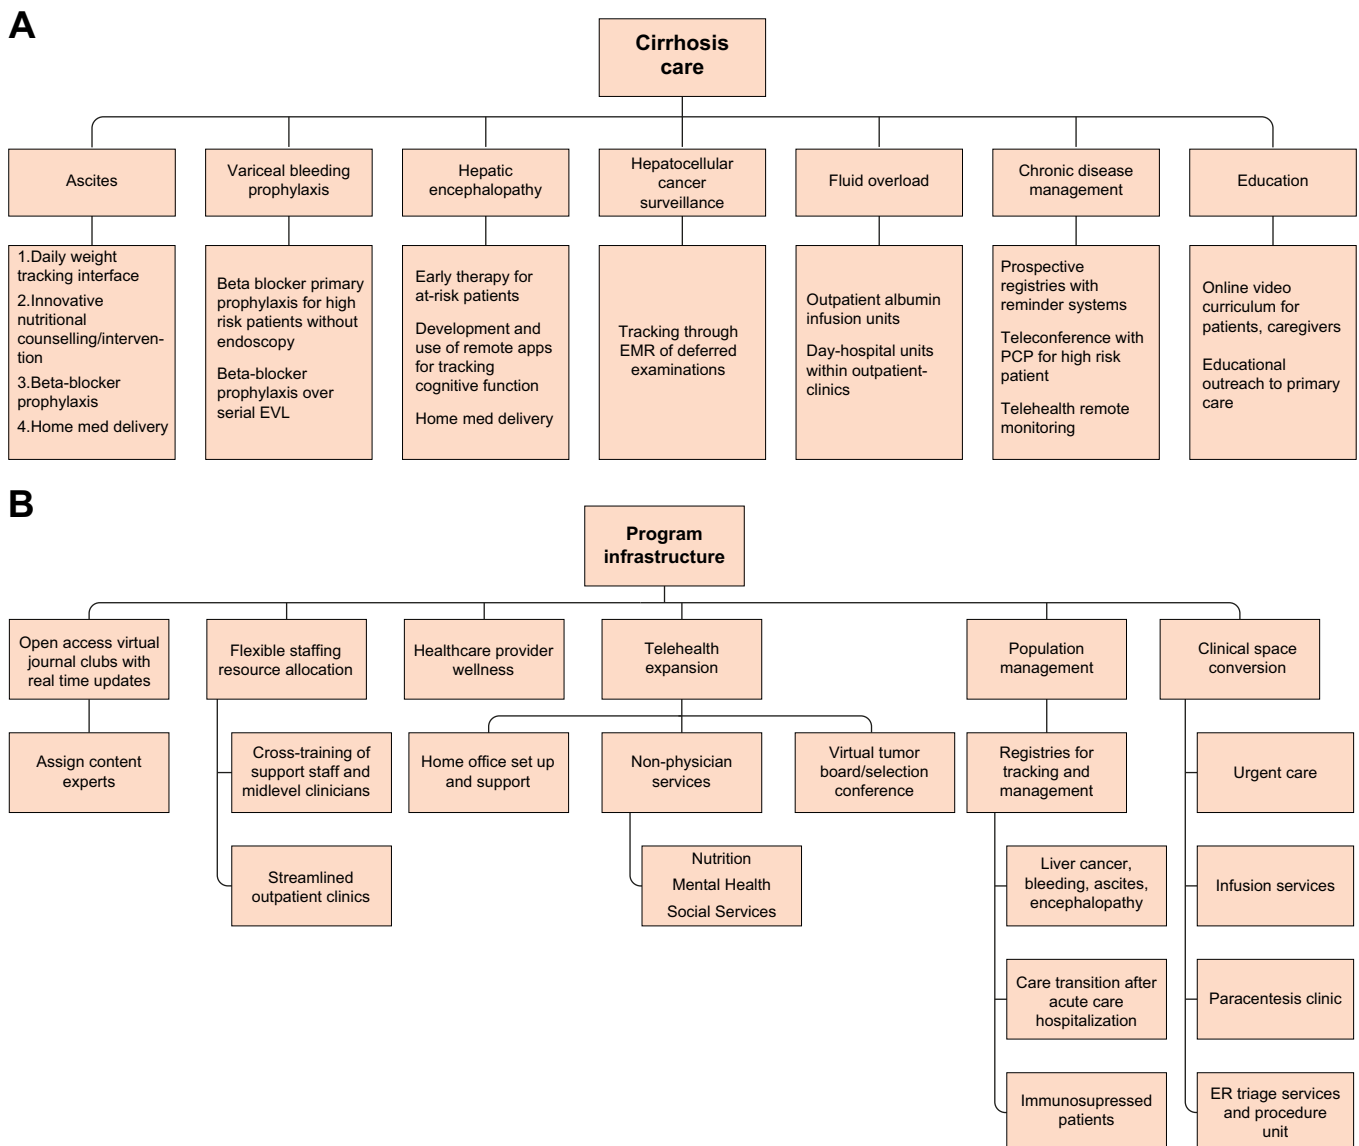 A
Cirrhosis
care
Ascites
Variceal bleeding
prophylaxis
Hepatic
encephalopathy
Hepatocellular
cancer
surveillance
Fluid overload
Chronic disease
management
Education
1.Daily weight
tracking interface
2.Innovative
nutritional
counselling/interven-
tion
3.Beta-blocker
prophylaxis
4.Home med delivery
Beta blocker primary
prophylaxis for high
risk patients without
endoscopy
Beta-blocker
prophylaxis over
serial EVL
Early therapy for
at-risk patients
Development and
use of remote apps
for tracking
cognitive function
Home med delivery
Tracking through
EMR of deferred
examinations
Outpatient albumin
infusion units
Day-hospital units
within outpatient-
clinics
Prospective
registries with
reminder systems
Teleconference with
PCP for high risk
patient
Telehealth remote
monitoring
Online video
curriculum for
patients, caregivers
Educational
outreach to primary
care
B
Program
infrastructure
Open access virtual
journal clubs with
real time updates
Flexible staffing
resource allocation
Healthcare provider
wellness
Telehealth
expansion
Population
management
Clinical space
conversion
Assign content
experts
Cross-training of
support staff and
midlevel clinicians
Home office set up
and support
Non-physician
services
Virtual tumor
board/selection
conference
Registries for
tracking and
management
Urgent care
Streamlined
outpatient clinics
Nutrition
Mental Health
Social Services
Liver cancer,
bleeding, ascites,
encephalopathy
Infusion services
Care transition after
acute care
hospitalization
Paracentesis clinic
Immunosupressed
patients
ER triage services
and procedure
unit